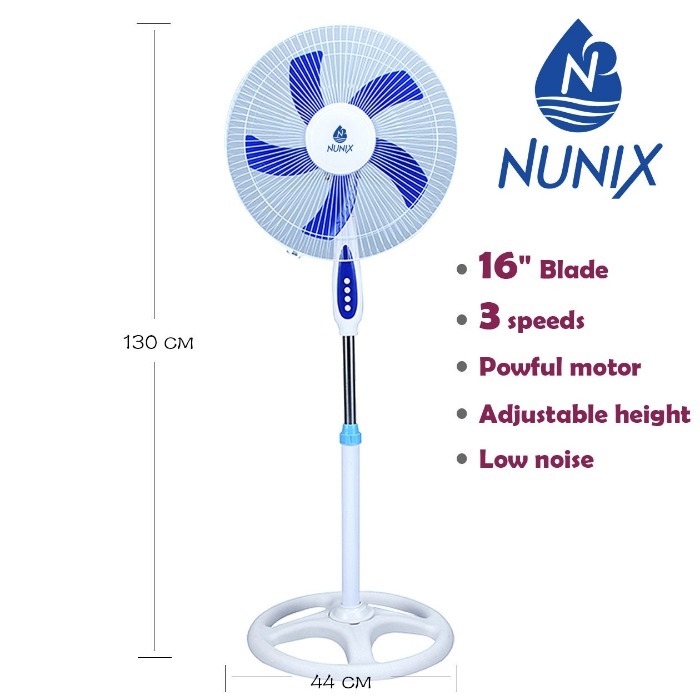 N
NUNIX
NUNIX
16" Blade
3 speeds
130 CM
Powful motor
Adjustable height
Low noise
44 CM